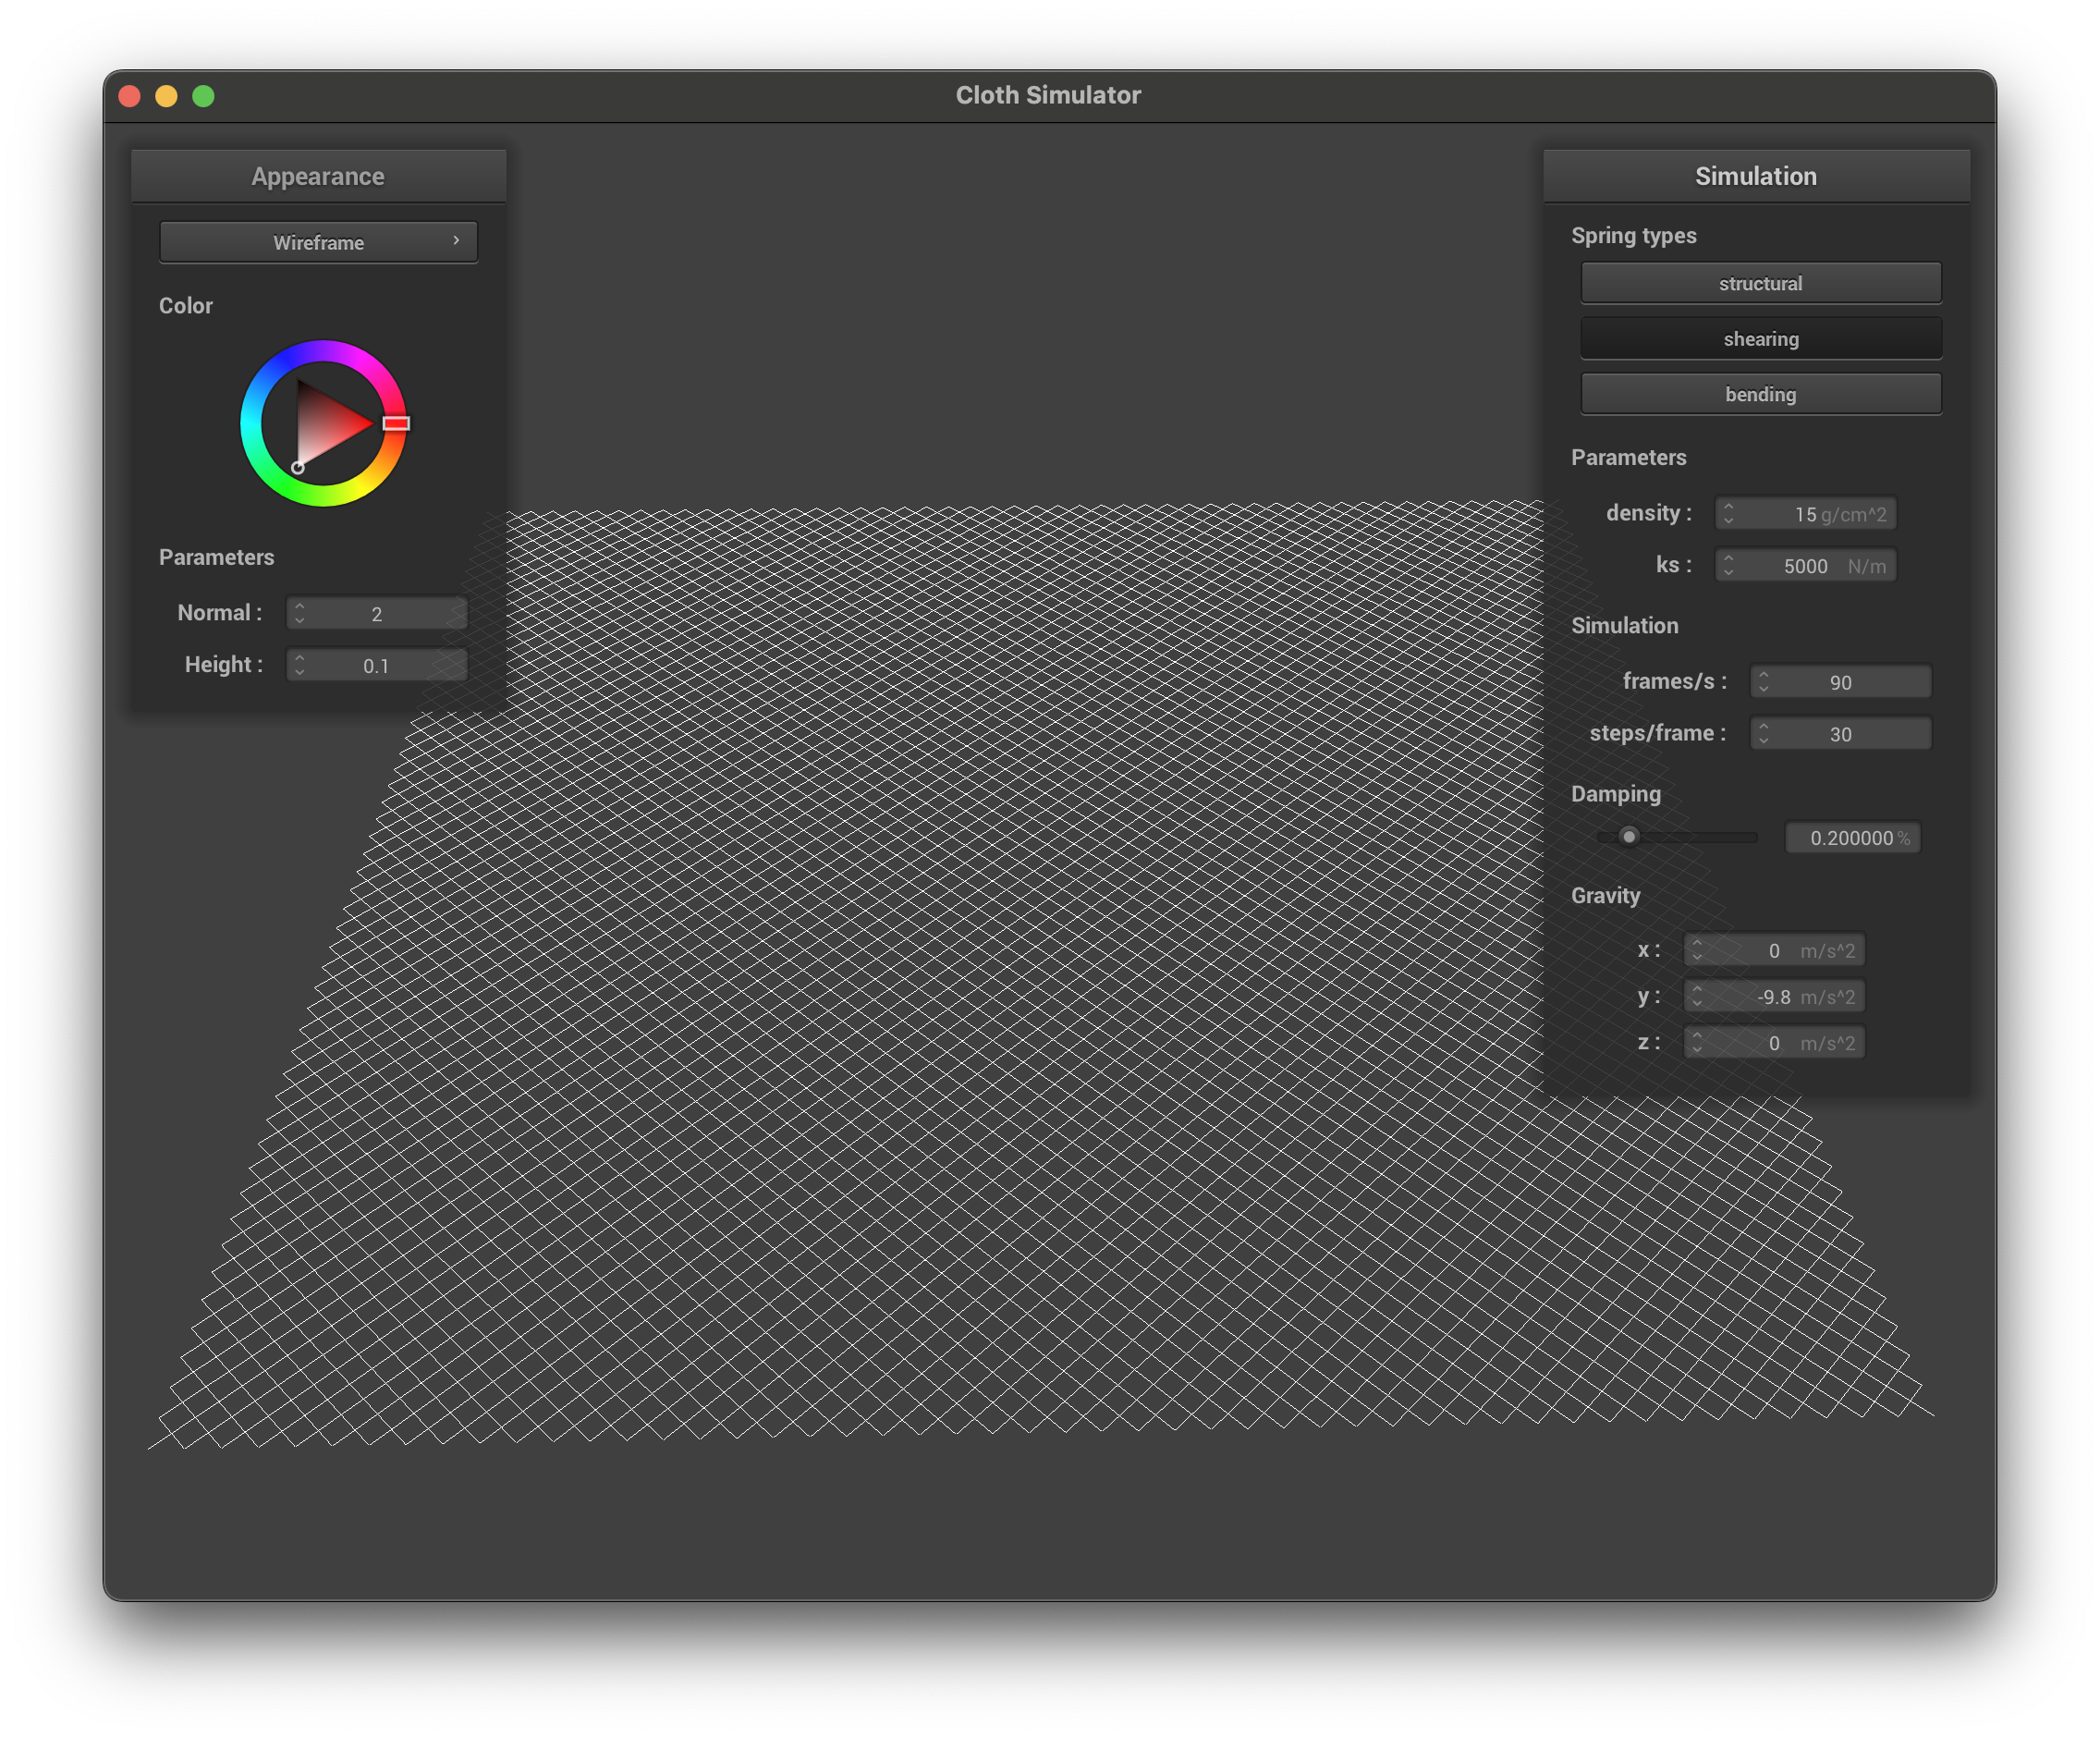 Cloth Simulator
Appearance
Wireframe
Color
Parameters
Normal : 2
Height : 0.1
Simulation
Spring types
structural
shearing
bending
Parameters
density : 15 g/cm^2
ks : 5000 N/m
Simulation
frames/s : 90
steps/frame : 30
Damping
0.200000 %
Gravity
x : 0 m/s^2
y : -9.8 m/s^2
z : 0 m/s^2